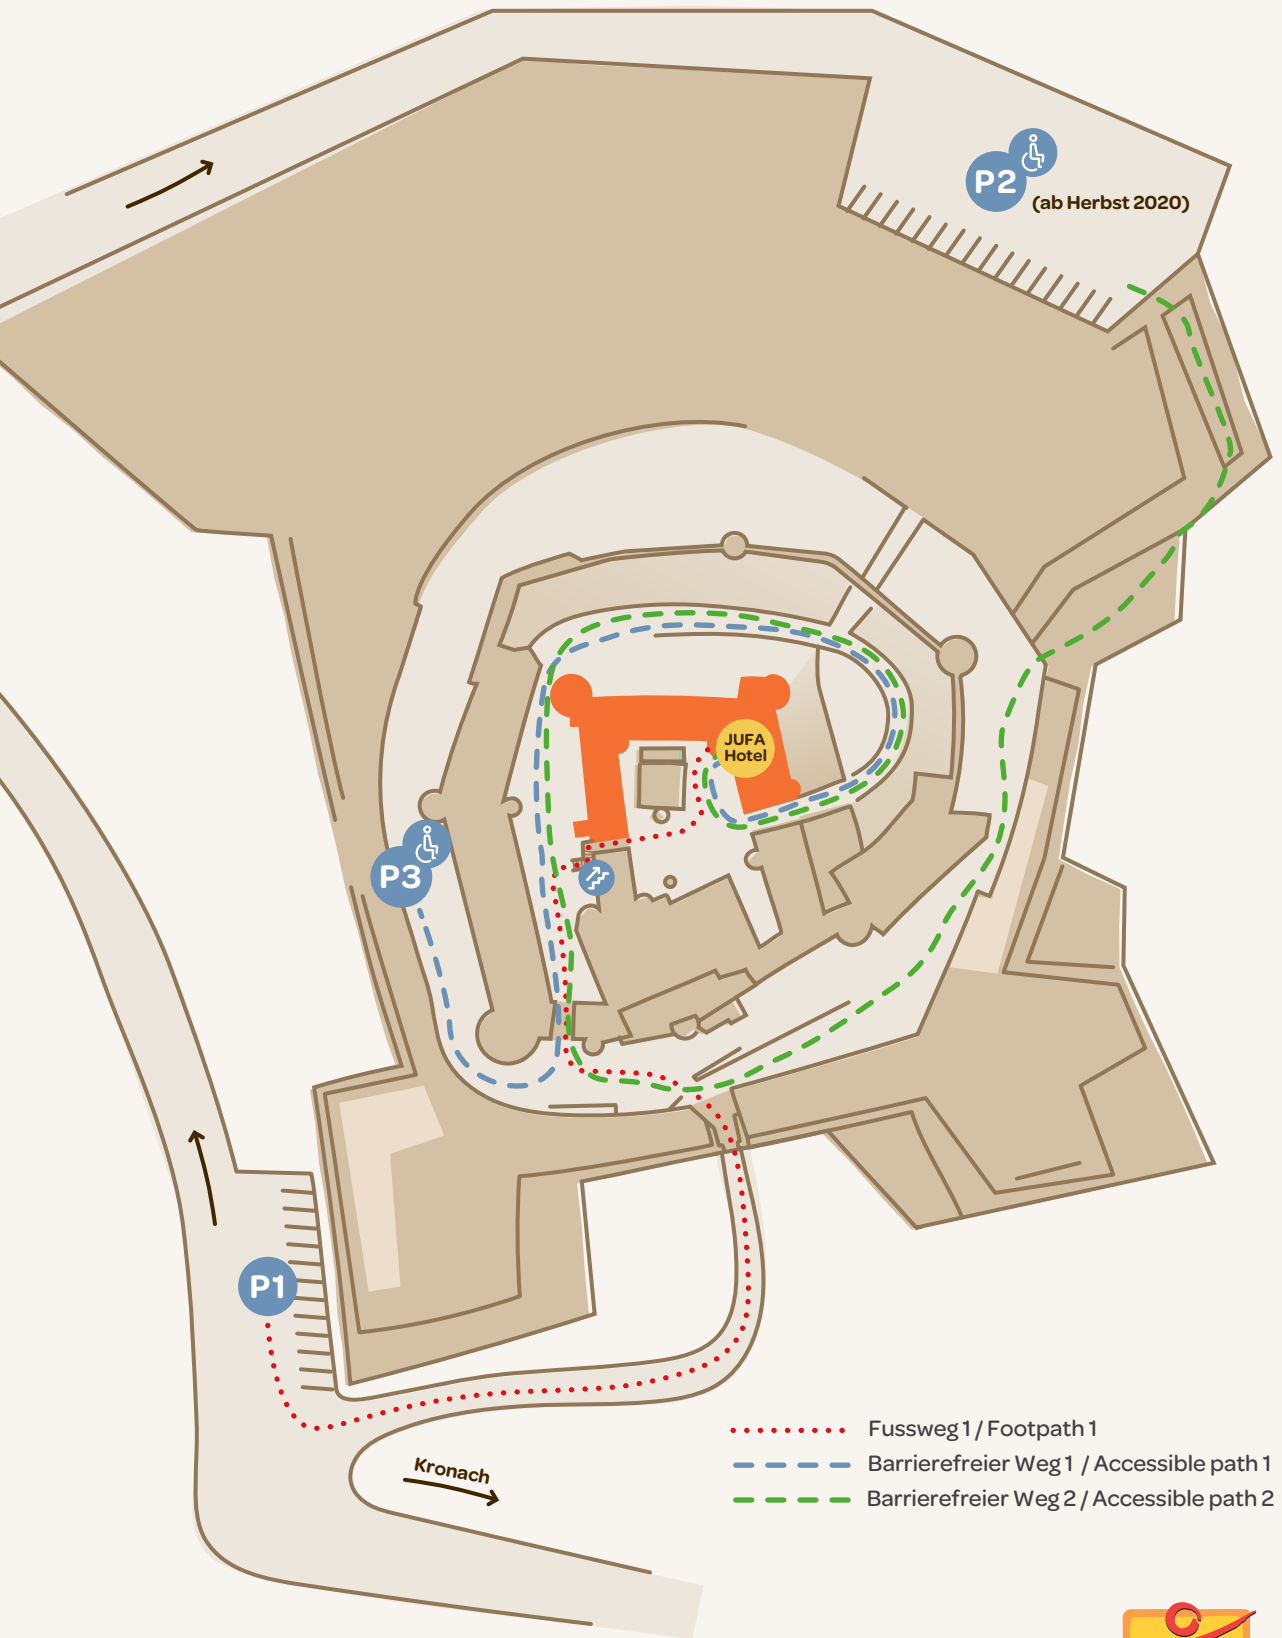 P2
(ab Herbst 2020)
JUFA
Hotel
P3
P1
Kronach
Fussweg 1 / Footpath 1
Barrierefreier Weg 1 / Accessible path 1
Barrierefreier Weg 2 / Accessible path 2